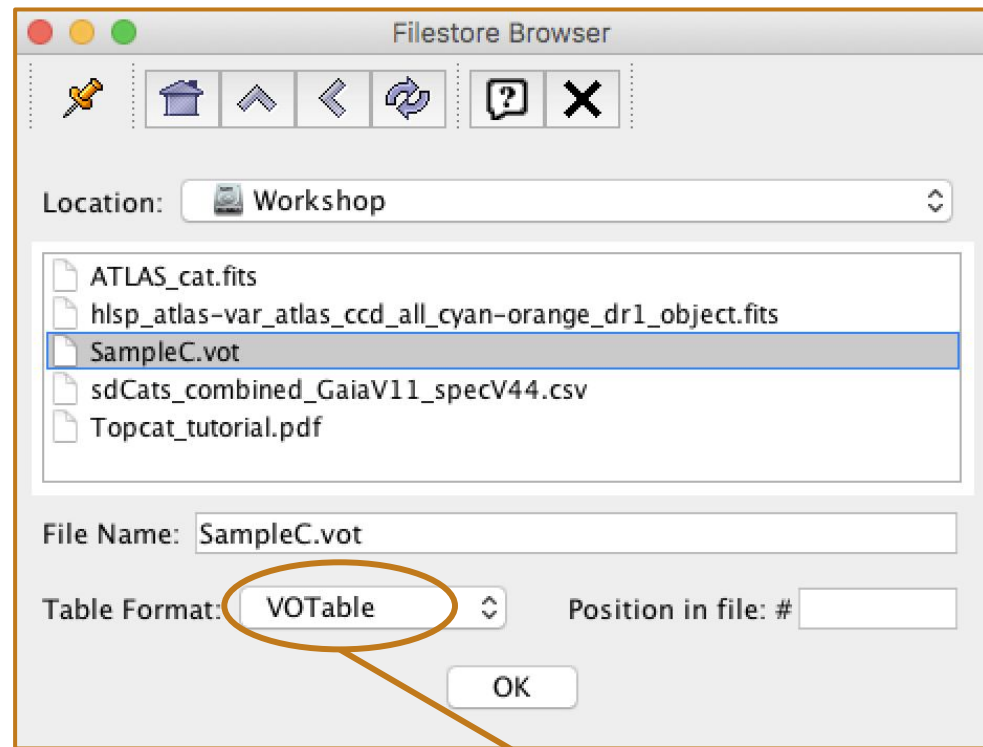 Filestore Browser
?
Location: Workshop
ATLAS_cat.fits
hlsp_atlas-var_atlas_ccd_all_cyan-orange_dr1_object.fits
SampleC.vot
sdCats_combined_GaiaV11_specV44.csv
Topcat_tutorial.pdf
File Name: SampleC.vot
Table Format: VOTable Position in file: #
OK